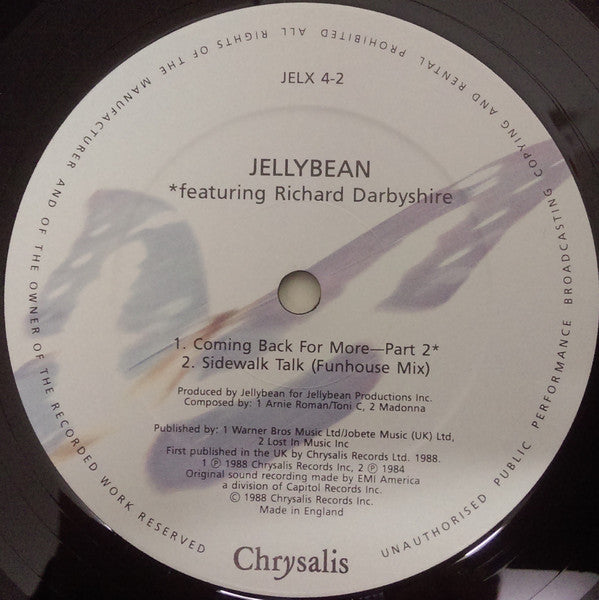 JELX 4-2
JELLYBEAN
*featuring Richard Darbyshire
1. Coming Back For More—Part 2*
2. Sidewalk Talk (Funhouse Mix)
Produced by Jellybean for Jellybean Productions Inc.
Composed by: 1 Arnie Roman/Toni C, 2 Madonna
Published by: 1 Warner Bros Music Ltd/Jobete Music (UK) Ltd,
2 Lost In Music Inc
First published in the UK by Chrysalis Records Ltd. 1988.
1 Ⓟ 1988 Chrysalis Records Inc, 2 Ⓟ 1984
Original sound recording made by EMI America
a division of Capitol Records Inc.
© 1988 Chrysalis Records Inc.
Made in England
Chrysalis
ALL RIGHTS OF THE MANUFACTURER AND OF THE OWNER OF THE RECORDED WORK RESERVED
UNAUTHORISED PUBLIC PERFORMANCE BROADCASTING COPYING AND RENTAL PROHIBITED